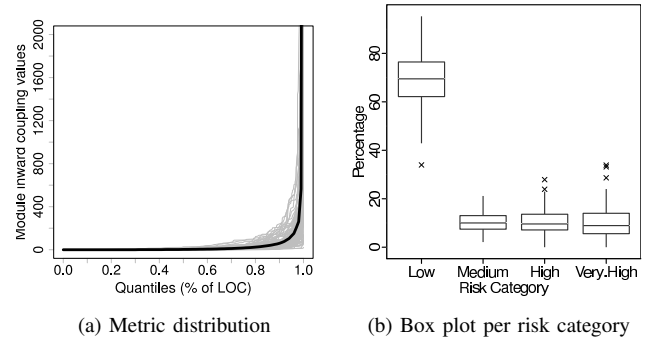 Module inward coupling values
2000
1600
1200
800
400
0
0.0 0.2 0.4 0.6 0.8 1.0
Quantiles (% of LOC)
(a) Metric distribution
Percentage
80
60
40
20
0
Low Medium High Very.High
Risk Category
(b) Box plot per risk category